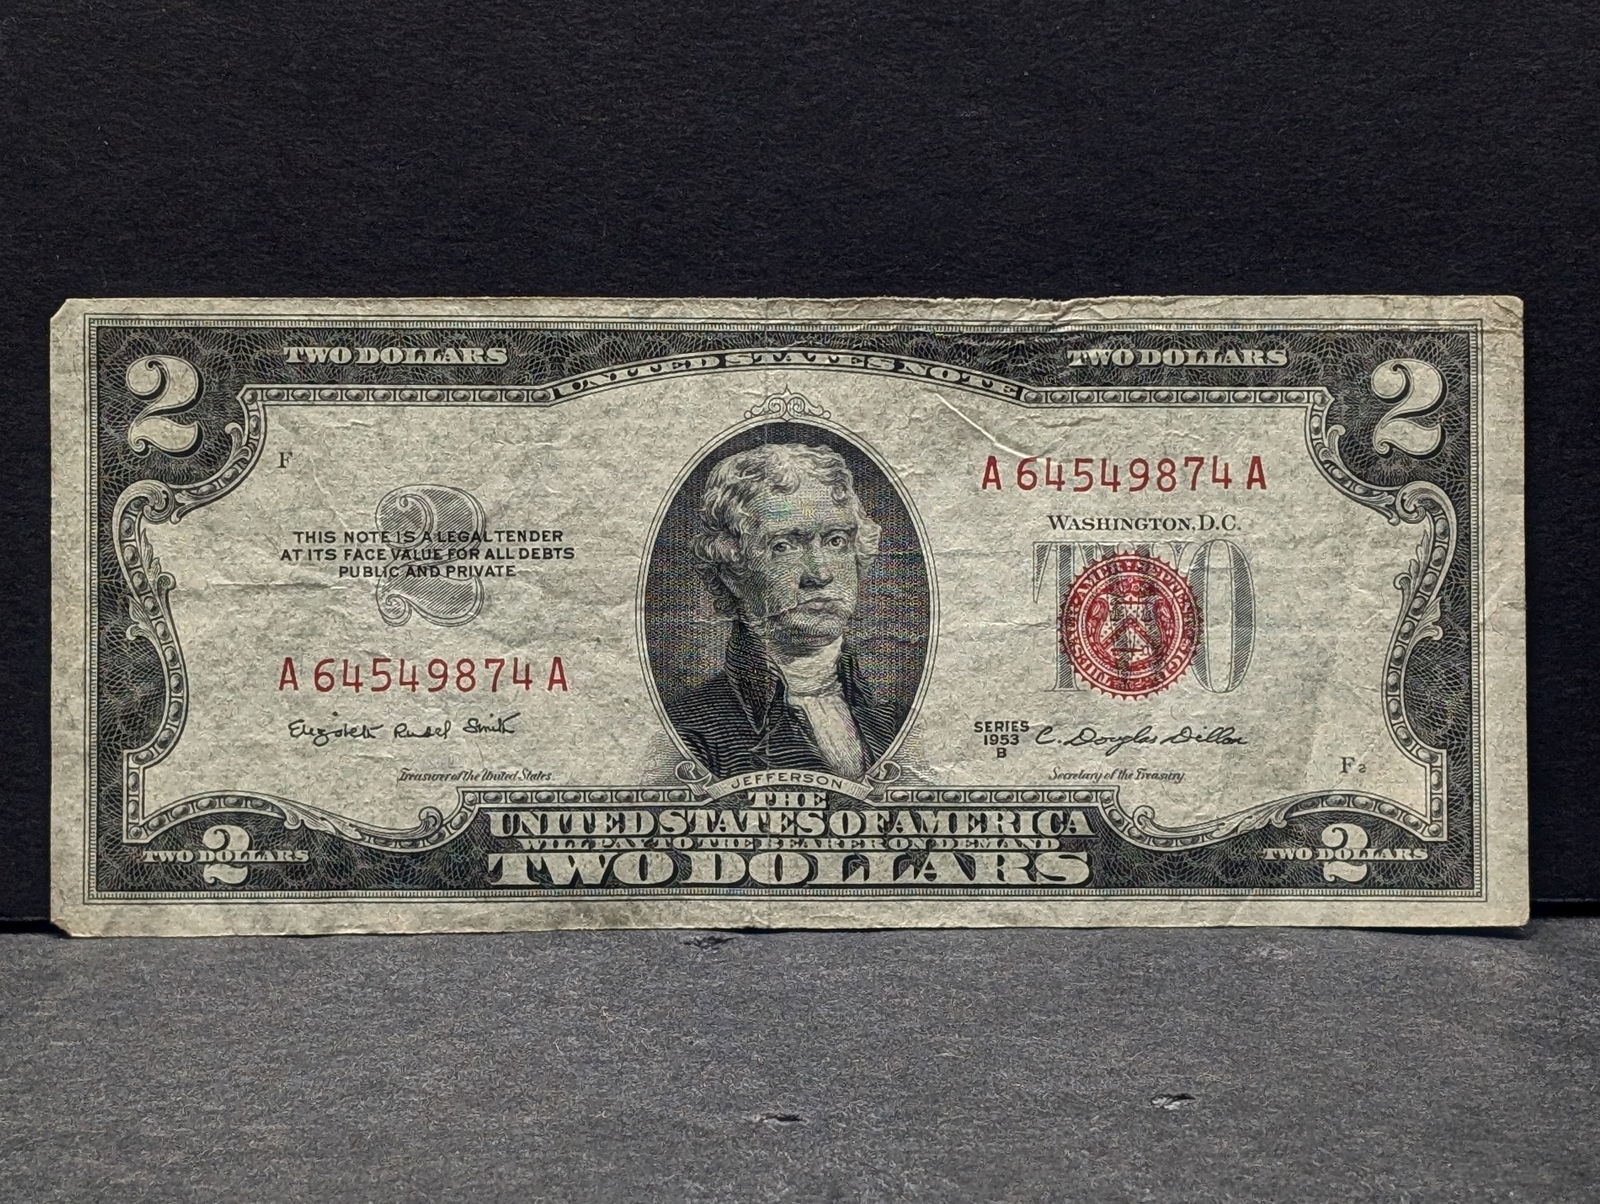 TWO DOLLARS
TWO DOLLARS
2
2
UNITED STATES NOTE
F
A 64549874 A
WASHINGTON, D.C.
2
THIS NOTE IS A LEGAL TENDER
AT ITS FACE VALUE FOR ALL DEBTS
PUBLIC AND PRIVATE
TWO
A 64549874 A
Elizabeth Rudel Smith
Treasurer of the United States
SERIES
1953
B
C. Douglas Dillon
Secretary of the Treasury
F 2
JEFFERSON
THE
UNITED STATES OF AMERICA
WILL PAY TO THE BEARER ON DEMAND
TWO DOLLARS
2
TWO DOLLARS
2
TWO DOLLARS